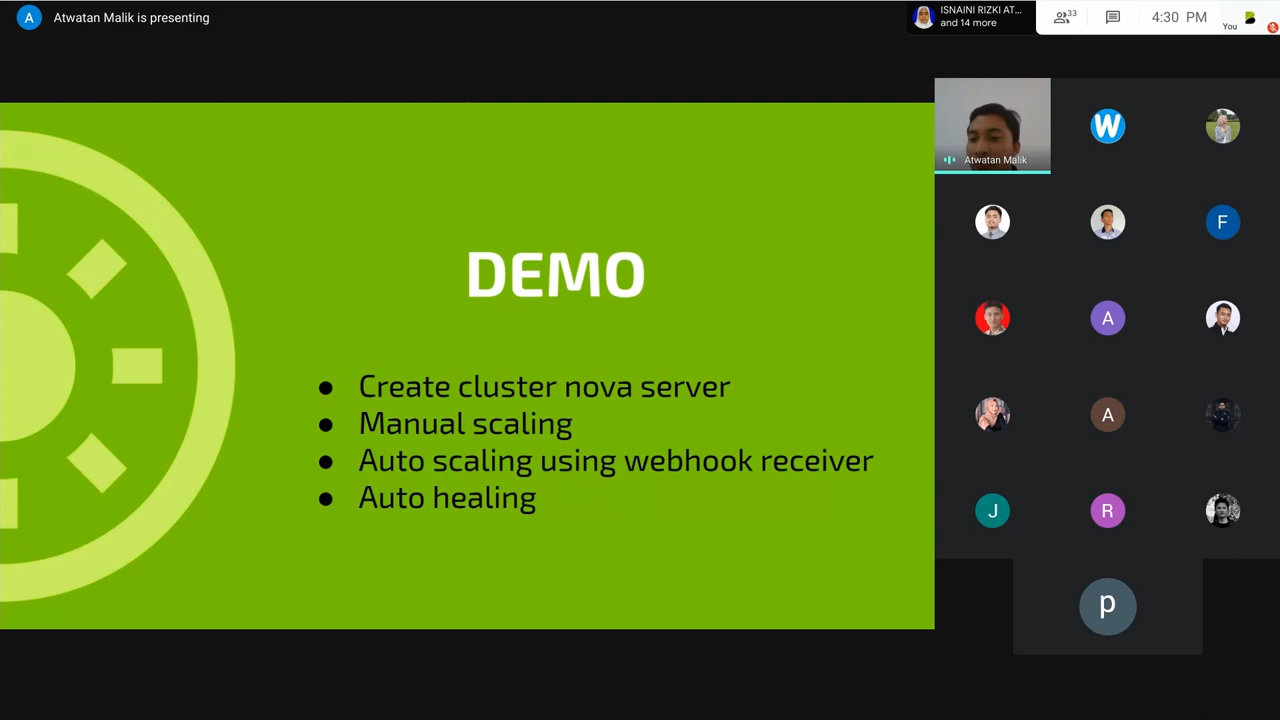 A
Atwatan Malik is presenting
ISNAINI RIZKI AT...
and 14 more
33
4:30 PM
You
Atwatan Malik
W
F
A
A
J
R
p
DEMO
● Create cluster nova server
● Manual scaling
● Auto scaling using webhook receiver
● Auto healing